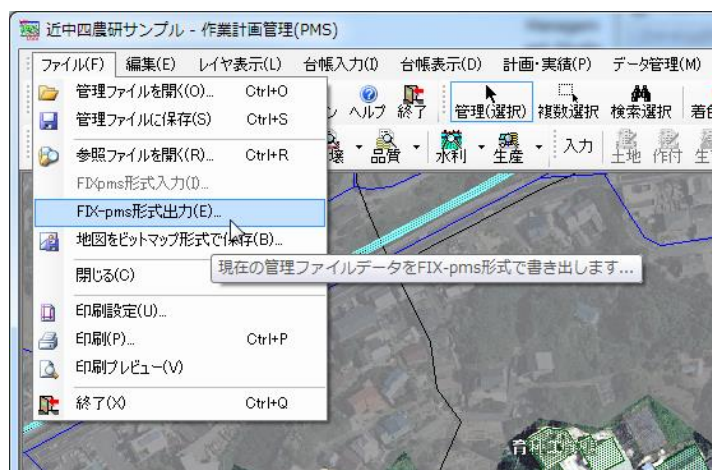 近中四農研サンプル - 作業計画管理(PMS)
ファイル(F) 編集(E) レイヤ表示(L) 台帳入力(I) 台帳表示(D) 計画・実績(P) データ管理(M)
管理ファイルを開く(O)... Ctrl+O
管理ファイルに保存(S) Ctrl+S
参照ファイルを開く(R)... Ctrl+R
FIXpms形式入力(I)...
FIX-pms形式出力(E)...
地図をビットマップ形式で保存(B)...
閉じる(C)
印刷設定(U)...
印刷(P)... Ctrl+P
印刷プレビュー(V)
終了(X) Ctrl+Q
現在の管理ファイルデータをFIX-pms形式で書き出します...
ン ヘルプ 終了 管理(選択) 複数選択 検索選択 着色
壌 品質 水利 生産 入力 土地 作付 生